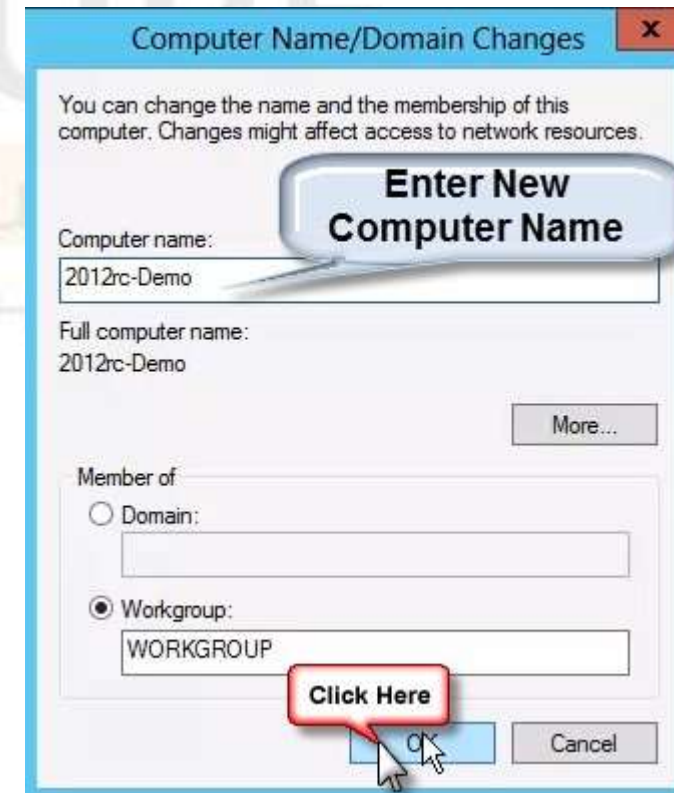 Computer Name/Domain Changes
x
You can change the name and the membership of this
computer. Changes might affect access to network resources.
Enter New
Computer Name
Computer name:
2012rc-Demo
Full computer name:
2012rc-Demo
More...
Member of
Domain:
Workgroup:
WORKGROUP
Click Here
OK
Cancel